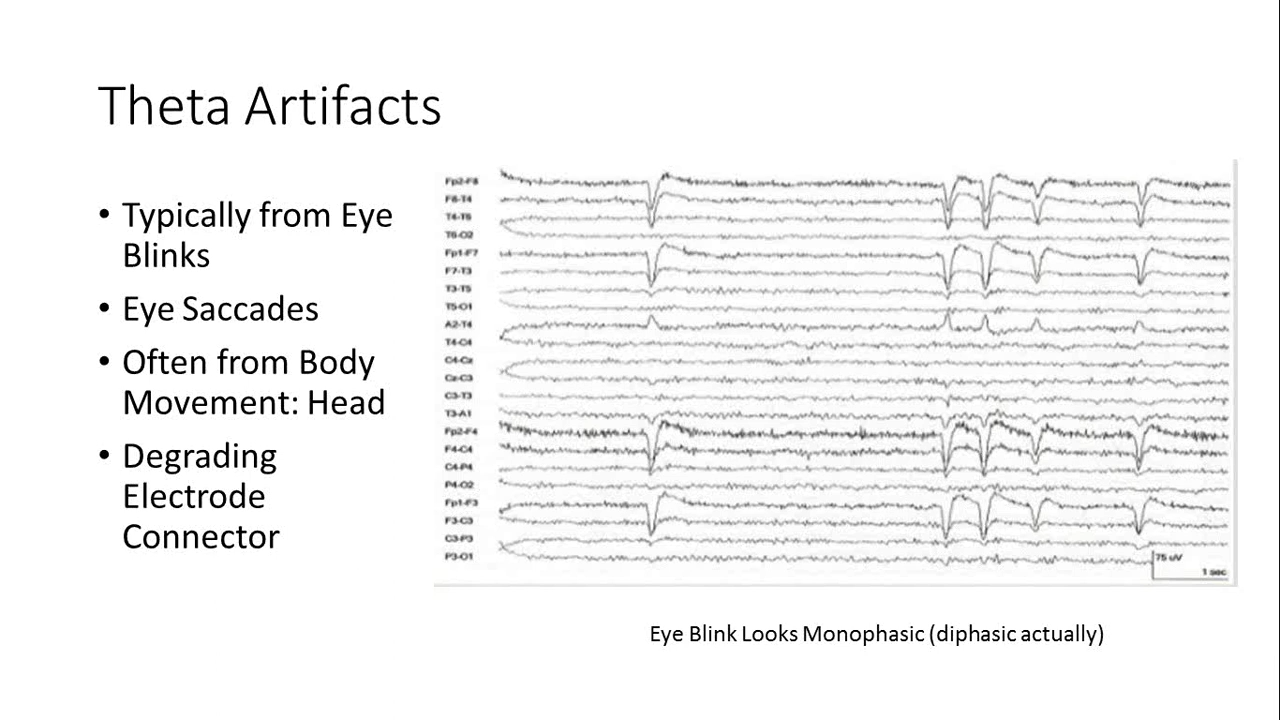 Theta Artifacts
• Typically from Eye
Blinks
• Eye Saccades
• Often from Body
Movement: Head
• Degrading
Electrode
Connector
Fp2-F8
F8-T4
T4-T6
T6-O2
Fp1-F7
F7-T3
T3-T5
T5-O1
A2-T4
T4-C4
C4-Cz
Cz-C3
C3-T3
T3-A1
Fp2-F4
F4-C4
C4-P4
P4-O2
Fp1-F3
F3-C3
C3-P3
P3-O1
75 uV
1 sec
Eye Blink Looks Monophasic (diphasic actually)